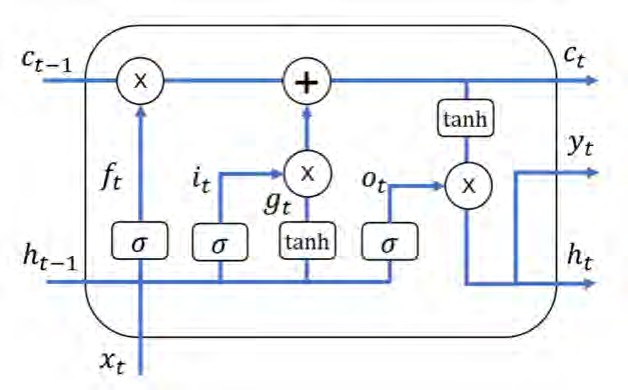 c_{t-1} x + c_t
tanh
f_t i_t x o_t x y_t
g_t
σ σ tanh σ
h_{t-1} h_t
x_t